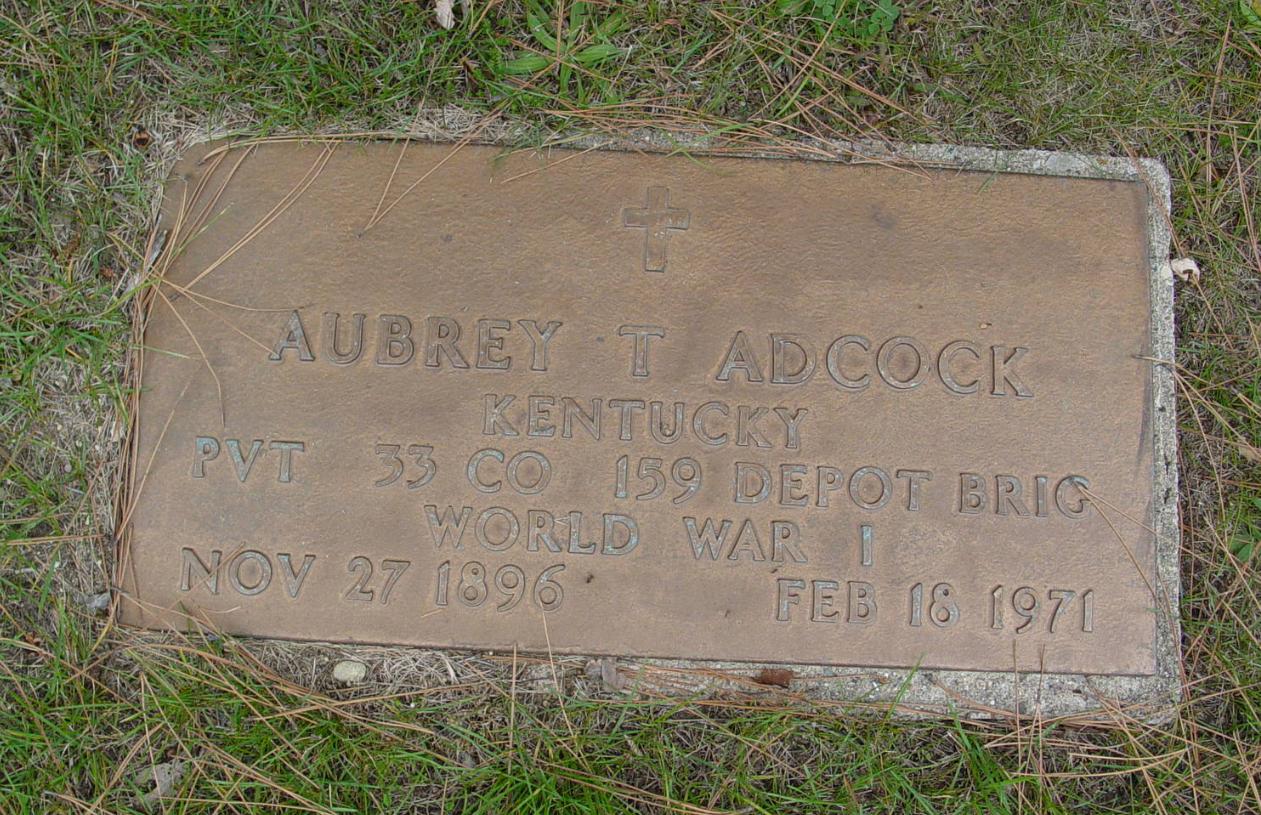 AUBREY T ADCOCK
KENTUCKY
PVT 33 CO 159 DEPOT BRIG
WORLD WAR I
NOV 27 1896 FEB 18 1971